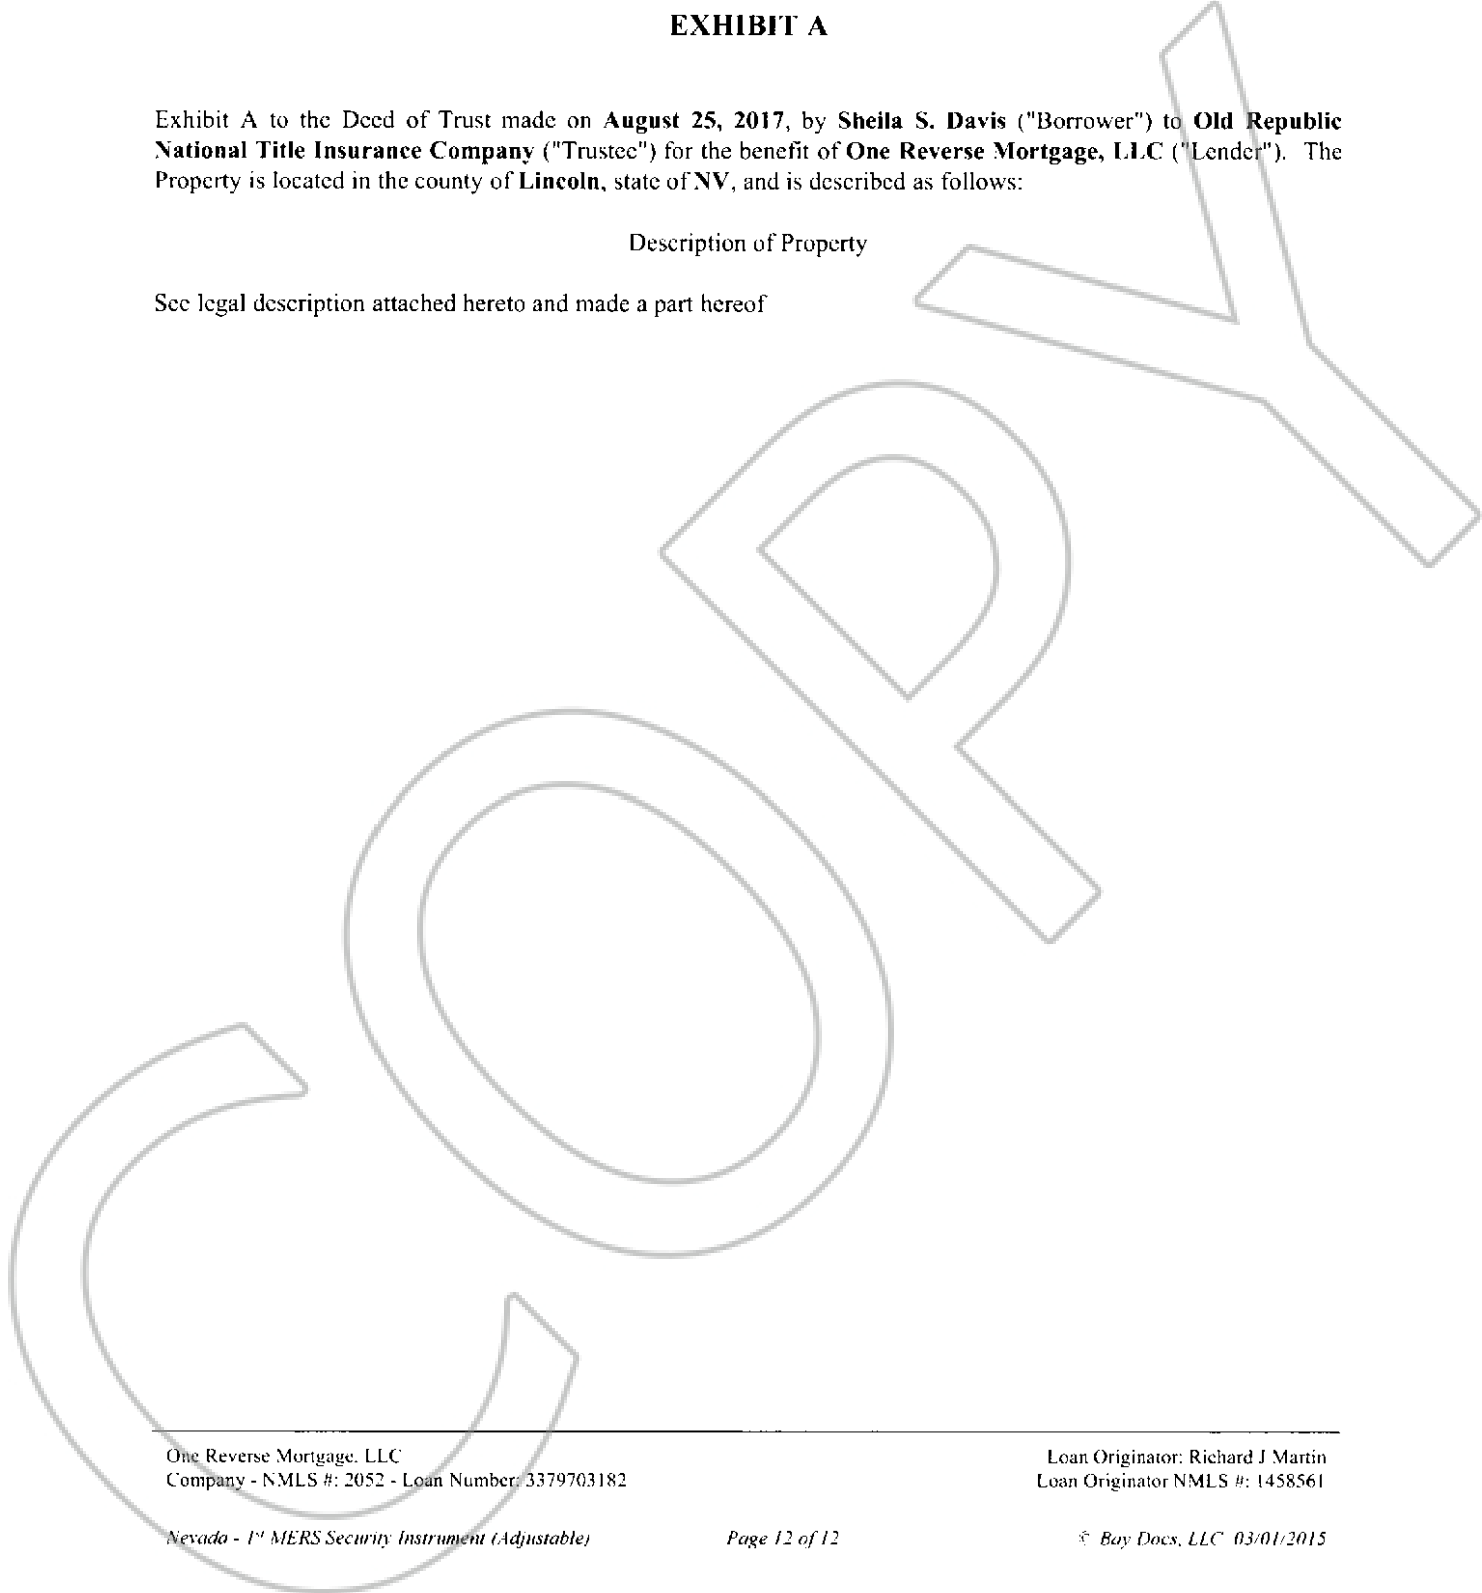 EXHIBIT A
Exhibit A to the Deed of Trust made on August 25, 2017, by Sheila S. Davis ("Borrower") to Old Republic
National Title Insurance Company ("Trustee") for the benefit of One Reverse Mortgage, LLC ("Lender"). The
Property is located in the county of Lincoln, state of NV, and is described as follows:
Description of Property
See legal description attached hereto and made a part hereof
COPY
One Reverse Mortgage, LLC
Company - NMLS #: 2052 - Loan Number: 3379703182
Loan Originator: Richard J Martin
Loan Originator NMLS #: 1458561
Nevada - 1st MERS Security Instrument (Adjustable) Page 12 of 12 © Bay Docs, LLC 03/01/2015